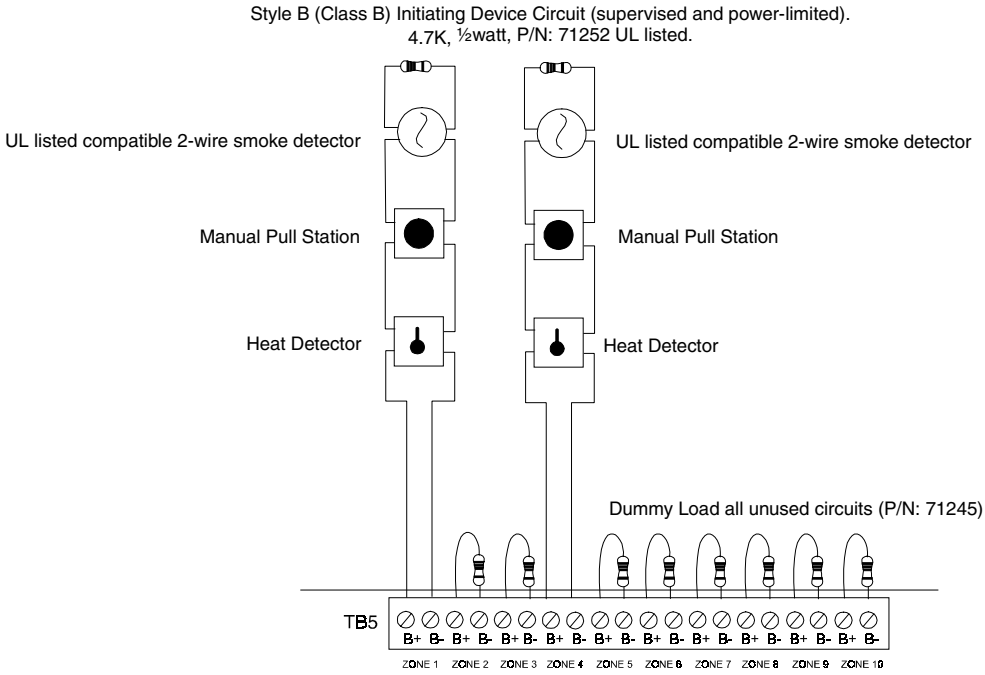 Style B (Class B) Initiating Device Circuit (supervised and power-limited).
4.7K, ½watt, P/N: 71252 UL listed.
UL listed compatible 2-wire smoke detector
UL listed compatible 2-wire smoke detector
Manual Pull Station
Manual Pull Station
Heat Detector
Heat Detector
Dummy Load all unused circuits (P/N: 71245)
TB5
B+ B- B+ B- B+ B- B+ B- B+ B- B+ B- B+ B- B+ B- B+ B- B+ B-
ZONE 1 ZONE 2 ZONE 3 ZONE 4 ZONE 5 ZONE 6 ZONE 7 ZONE 8 ZONE 9 ZONE 10